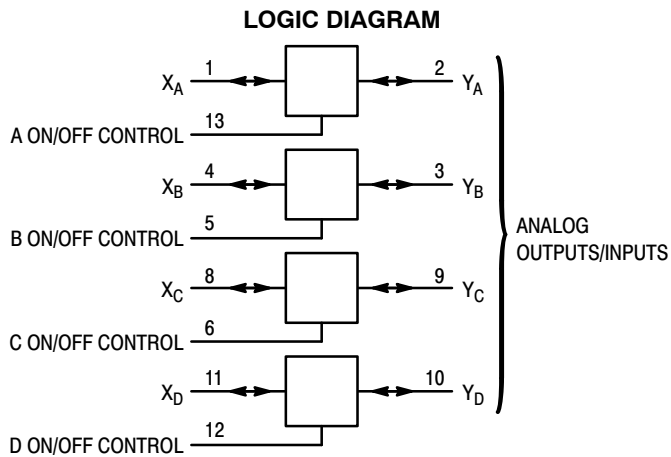 LOGIC DIAGRAM
X_A 1 2 Y_A
A ON/OFF CONTROL 13
X_B 4 3 Y_B
B ON/OFF CONTROL 5
ANALOG
OUTPUTS/INPUTS
X_C 8 9 Y_C
C ON/OFF CONTROL 6
X_D 11 10 Y_D
D ON/OFF CONTROL 12